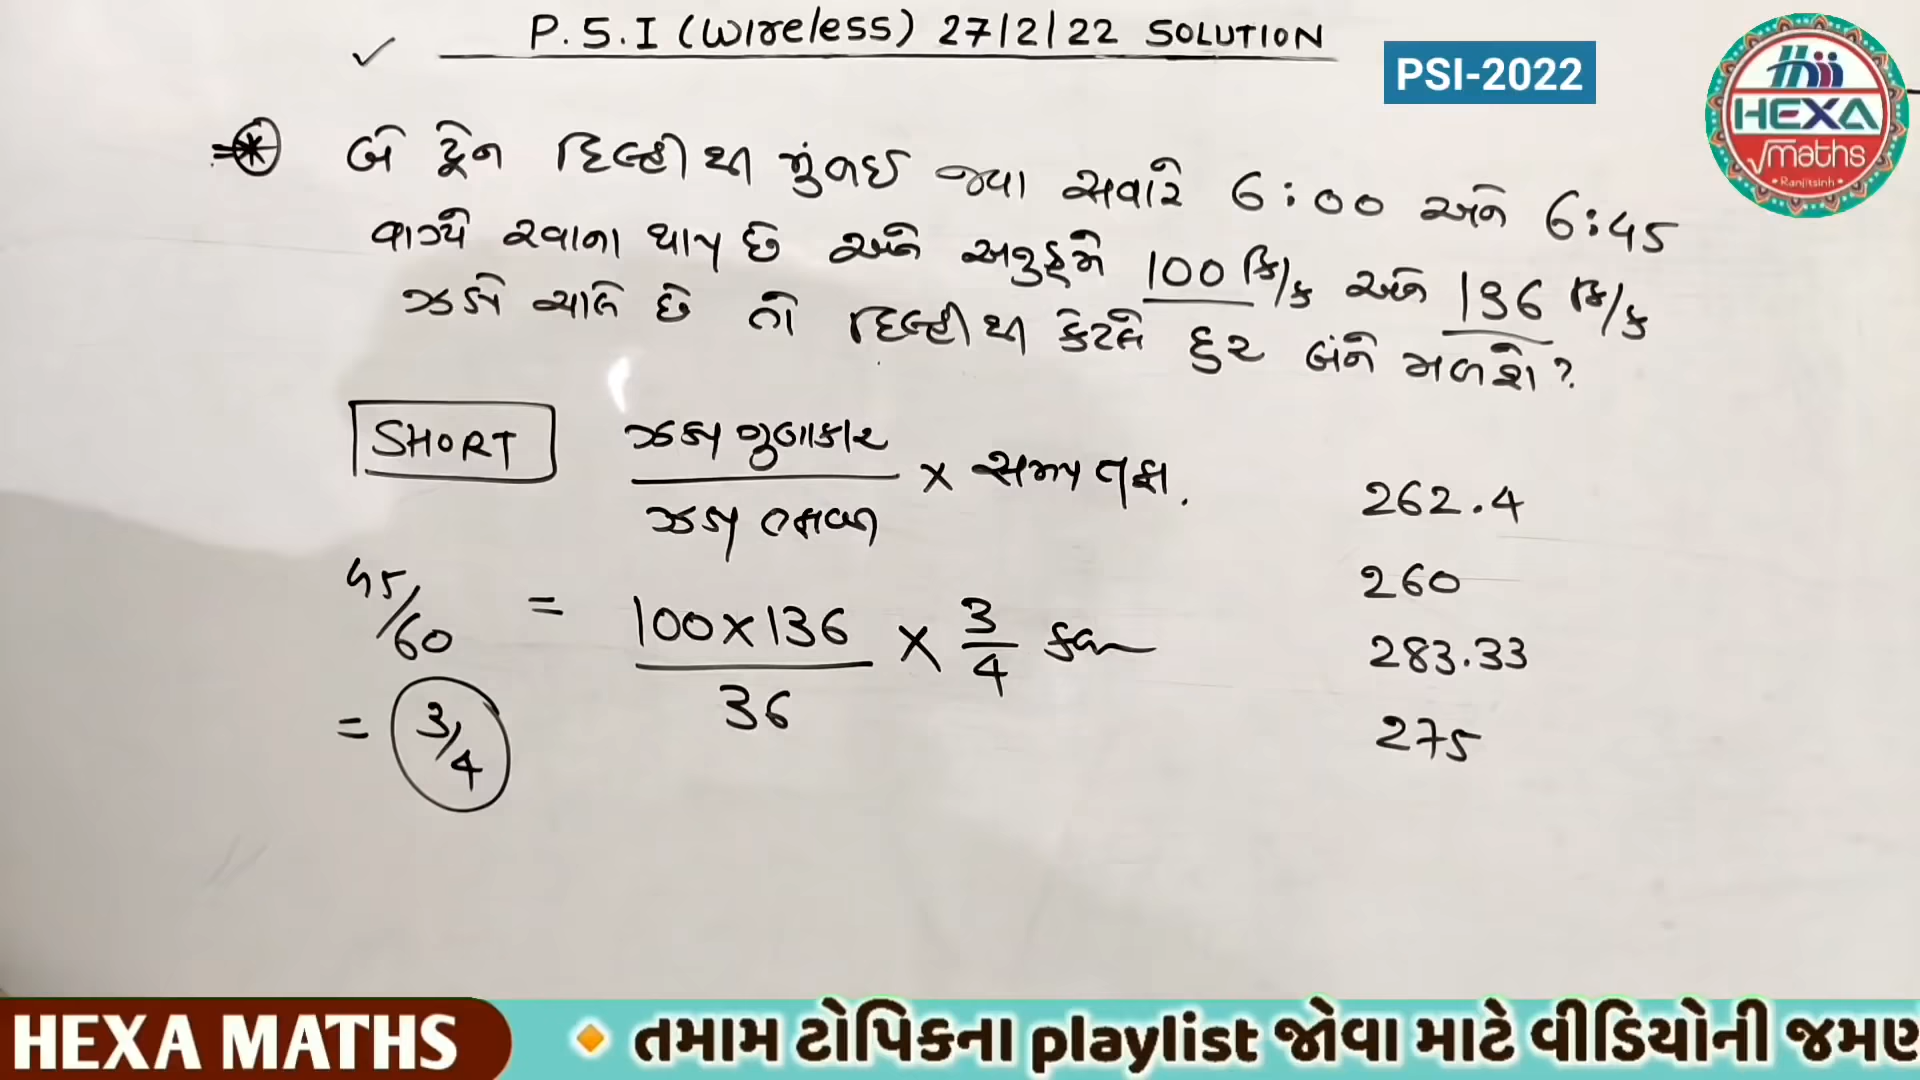 P.S.I (Wireless) 27/2/22 SOLUTION
PSI-2022
HEXA
√maths
• Ranjitsinh •
બે ટ્રેન દિલ્હીથી મુંબઈ જવા સવારે 6:00 અને 6:45
વાગ્યે રવાના થાય છે અને અનુક્રમે 100 કિ/ક અને 136 કિ/ક
ઝડપે ચાલે છે તો દિલ્હીથી કેટલે દુર બંને મળશે?
SHORT
ઝડપ ગુણાકાર
ઝડપ તફાવત
× સમય તફા.
45/60
= 3/4
= 100×136
36
× 3
4
કલાક
262.4
260
283.33
275
HEXA MATHS
🔸 તમામ ટોપિકના playlist જોવા માટે વીડિયોની જમણ